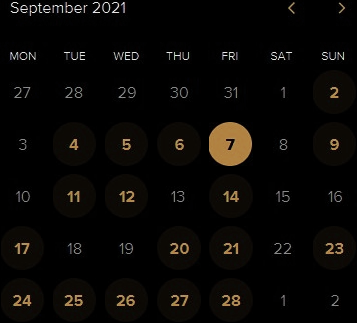 September 2021
MON TUE WED THU FRI SAT SUN
27 28 29 30 31 1 2
3 4 5 6 7 8 9
10 11 12 13 14 15 16
17 18 19 20 21 22 23
24 25 26 27 28 1 2